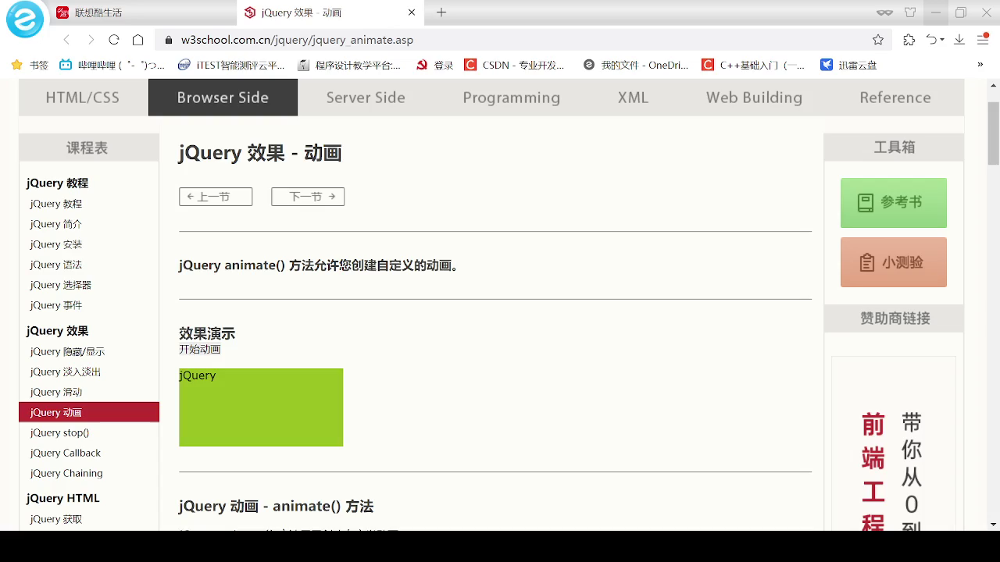 联想酷生活
jQuery 效果 - 动画
w3school.com.cn/jquery/jquery_animate.asp
书签
哔哩哔哩 ( ゜- ゜)つ...
iTEST智能测评云平...
程序设计教学平台:...
登录
CSDN - 专业开发...
我的文件 - OneDri...
C++基础入门（一...
迅雷云盘
»
HTML/CSS
Browser Side
Server Side
Programming
XML
Web Building
Reference
课程表
jQuery 教程
jQuery 教程
jQuery 简介
jQuery 安装
jQuery 语法
jQuery 选择器
jQuery 事件
jQuery 效果
jQuery 隐藏/显示
jQuery 淡入淡出
jQuery 滑动
jQuery 动画
jQuery stop()
jQuery Callback
jQuery Chaining
jQuery HTML
jQuery 获取
jQuery 效果 - 动画
← 上一节
下一节 →
jQuery animate() 方法允许您创建自定义的动画。
效果演示
开始动画
jQuery
jQuery 动画 - animate() 方法
工具箱
参考书
小测验
赞助商链接
前端工程
带你从0到